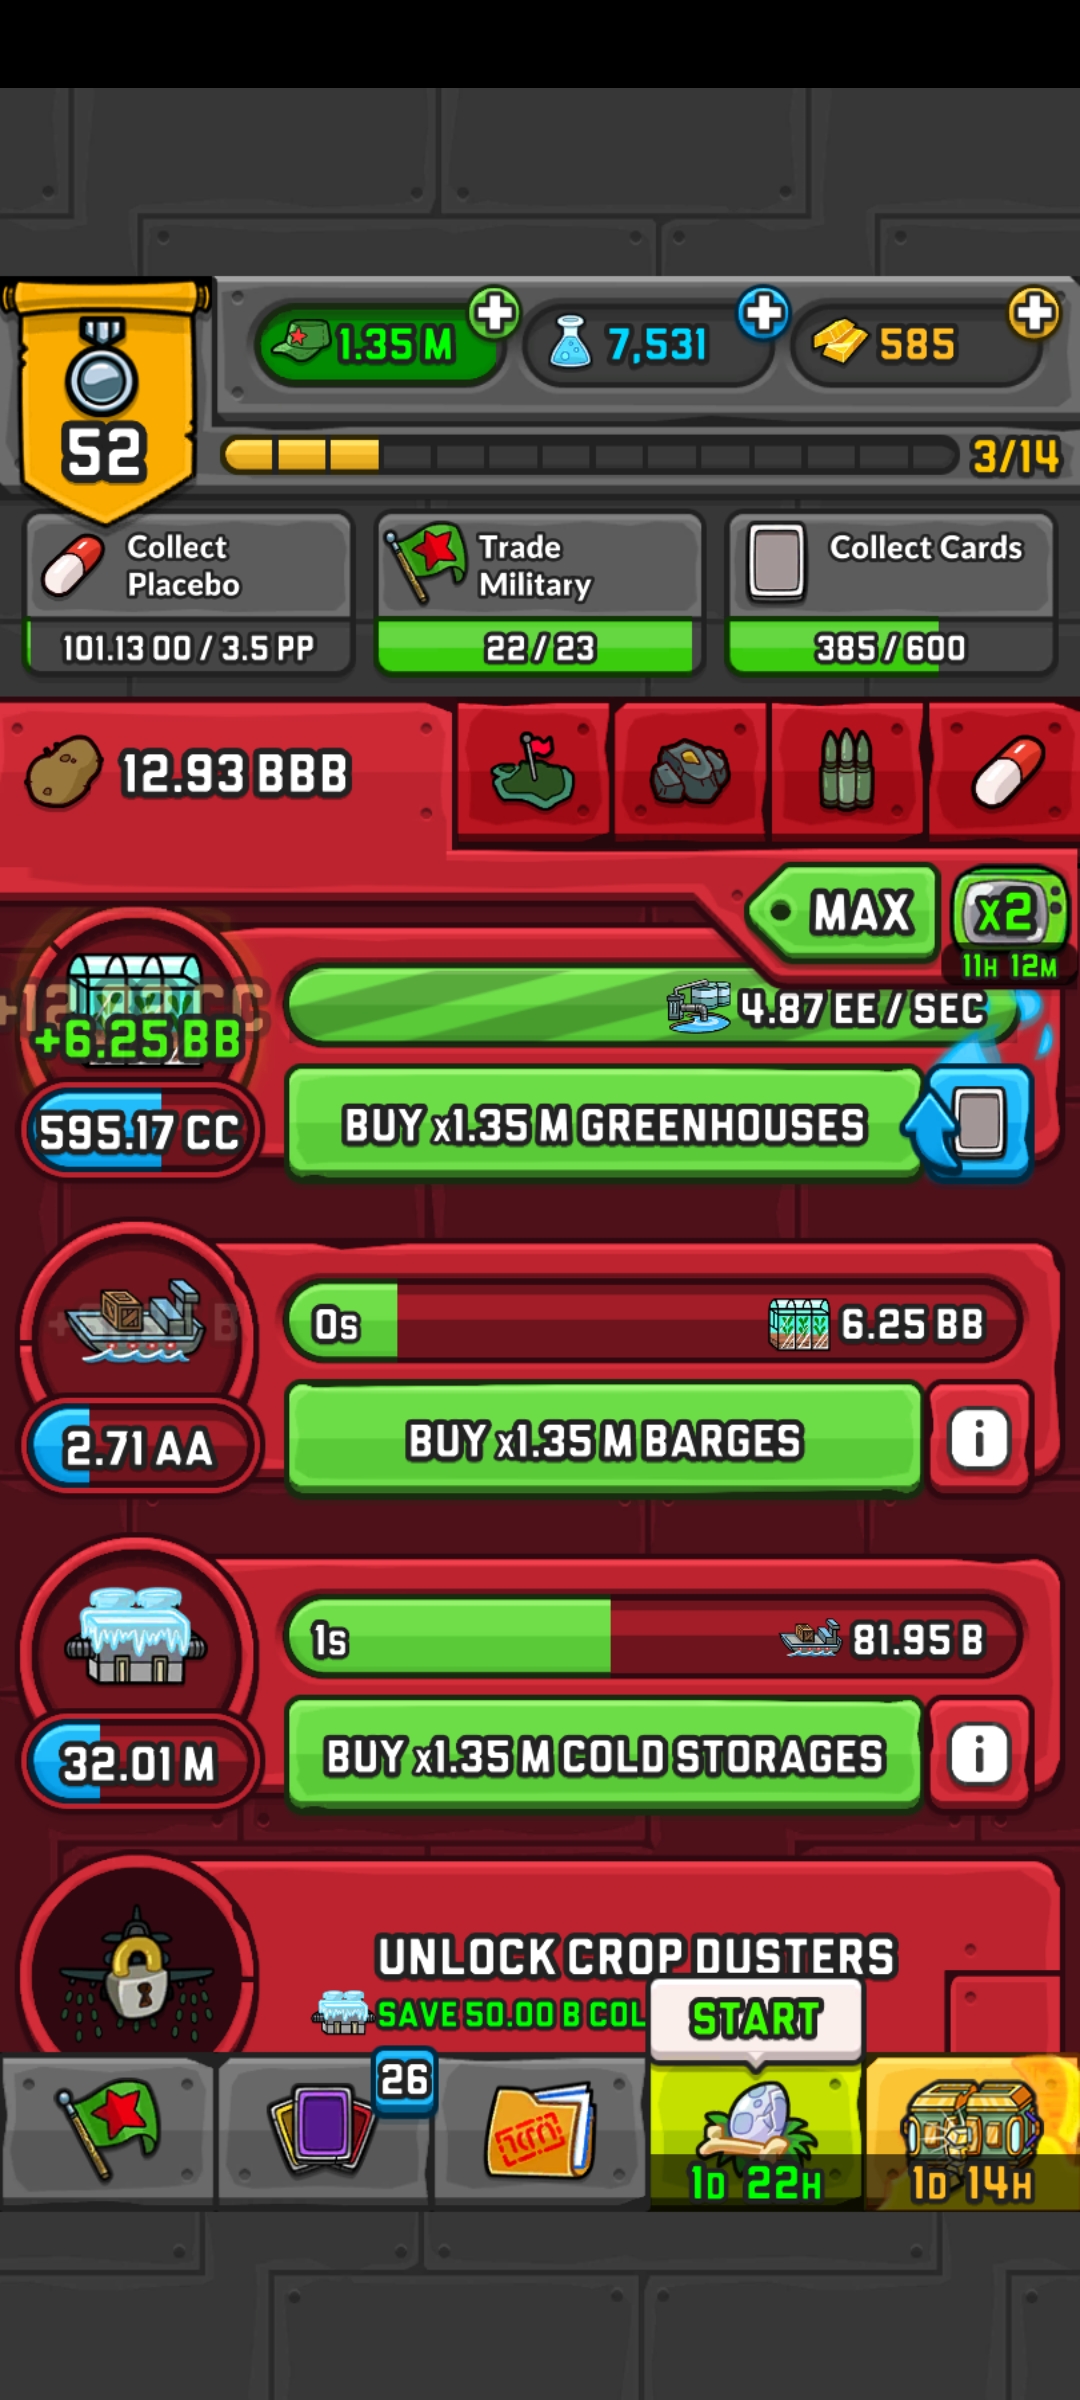 1.35 M
7,531
585
52
3/14
Collect
Placebo
Trade
Military
Collect Cards
101.13 OO / 3.5 PP
22 / 23
385 / 600
12.93 BBB
MAX
x2
11H 12M
+6.25 BB
4.87 EE / SEC
595.17 CC
BUY x1.35 M GREENHOUSES
0s
6.25 BB
2.71 AA
BUY x1.35 M BARGES
1s
81.95 B
32.01 M
BUY x1.35 M COLD STORAGES
UNLOCK CROP DUSTERS
SAVE 50.00 B COL
START
26
1D 22H
1D 14H